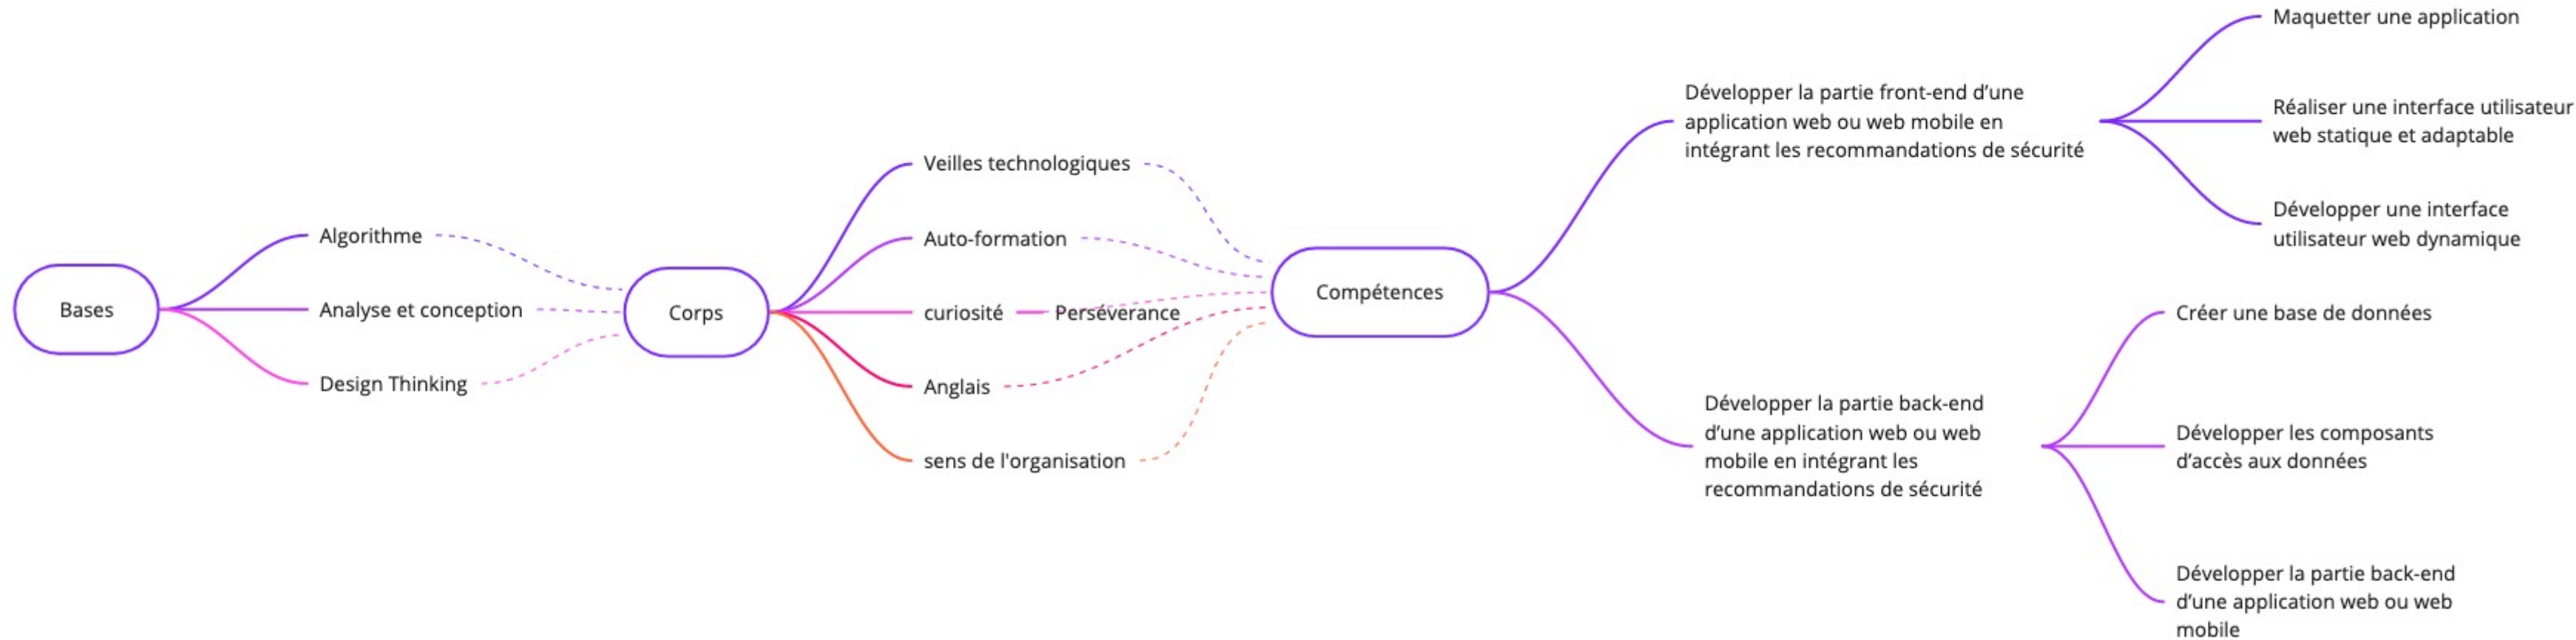 Bases
Algorithme
Analyse et conception
Design Thinking
Corps
Veilles technologiques
Auto-formation
curiosité
Persévérance
Anglais
sens de l'organisation
Compétences
Développer la partie front-end d’une
application web ou web mobile en
intégrant les recommandations de sécurité
Maquetter une application
Réaliser une interface utilisateur
web statique et adaptable
Développer une interface
utilisateur web dynamique
Développer la partie back-end
d’une application web ou web
mobile en intégrant les
recommandations de sécurité
Créer une base de données
Développer les composants
d’accès aux données
Développer la partie back-end
d’une application web ou web
mobile